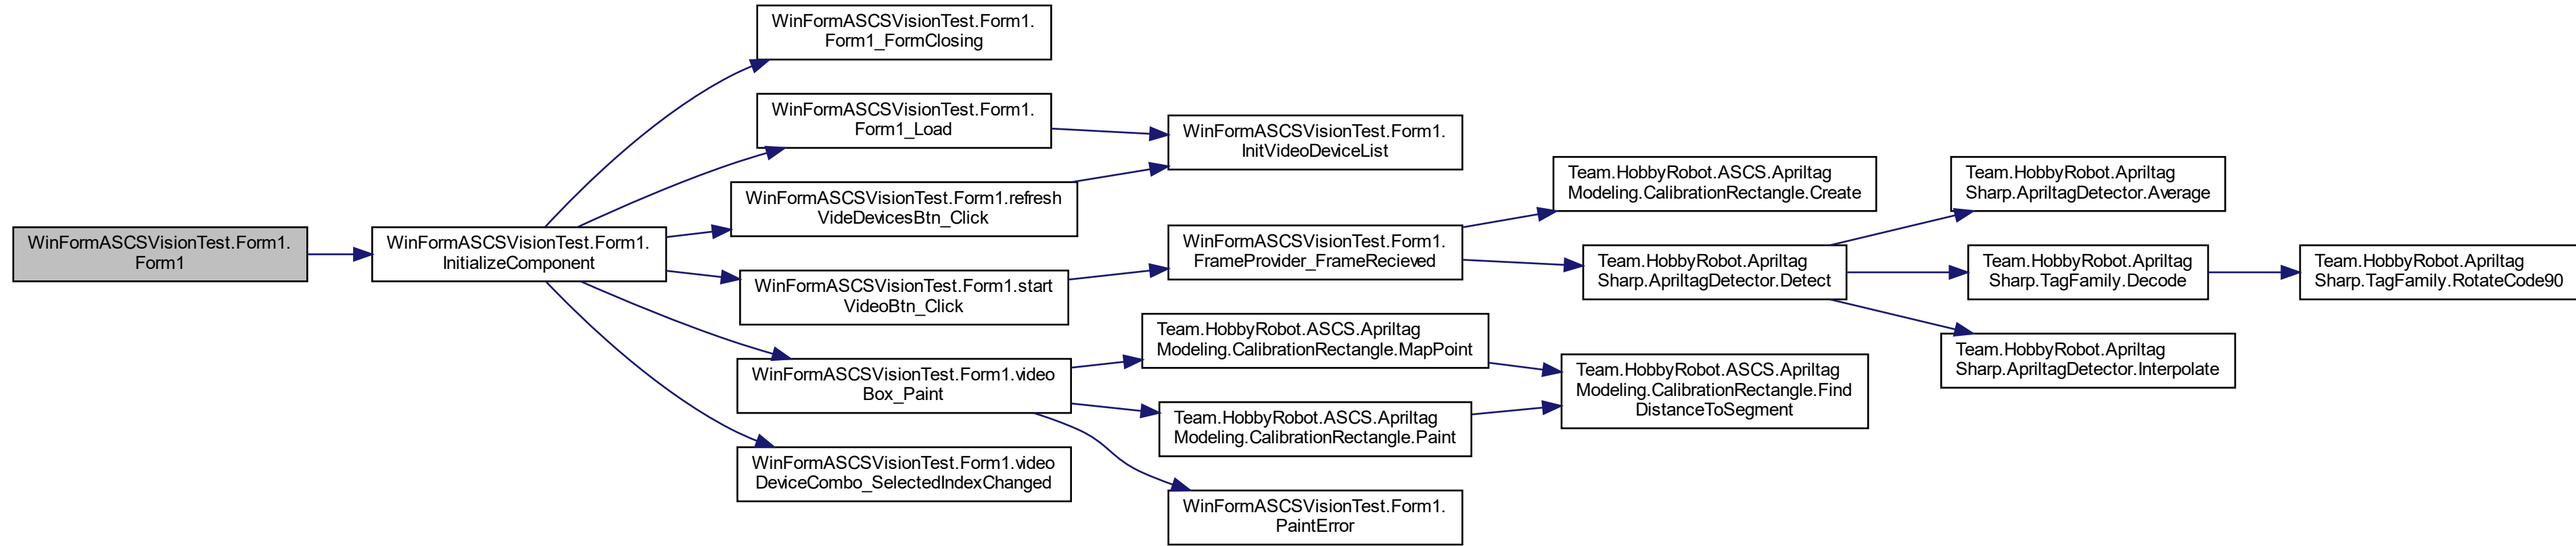 WinFormASCSVisionTest.Form1.
Form1
WinFormASCSVisionTest.Form1.
InitializeComponent
WinFormASCSVisionTest.Form1.
Form1_FormClosing
WinFormASCSVisionTest.Form1.
Form1_Load
WinFormASCSVisionTest.Form1.refresh
VideDevicesBtn_Click
WinFormASCSVisionTest.Form1.start
VideoBtn_Click
WinFormASCSVisionTest.Form1.video
Box_Paint
WinFormASCSVisionTest.Form1.video
DeviceCombo_SelectedIndexChanged
WinFormASCSVisionTest.Form1.
InitVideoDeviceList
WinFormASCSVisionTest.Form1.
FrameProvider_FrameRecieved
Team.HobbyRobot.ASCS.Apriltag
Modeling.CalibrationRectangle.MapPoint
Team.HobbyRobot.ASCS.Apriltag
Modeling.CalibrationRectangle.Paint
WinFormASCSVisionTest.Form1.
PaintError
Team.HobbyRobot.ASCS.Apriltag
Modeling.CalibrationRectangle.Create
Team.HobbyRobot.Apriltag
Sharp.ApriltagDetector.Detect
Team.HobbyRobot.ASCS.Apriltag
Modeling.CalibrationRectangle.Find
DistanceToSegment
Team.HobbyRobot.Apriltag
Sharp.ApriltagDetector.Average
Team.HobbyRobot.Apriltag
Sharp.TagFamily.Decode
Team.HobbyRobot.Apriltag
Sharp.ApriltagDetector.Interpolate
Team.HobbyRobot.Apriltag
Sharp.TagFamily.RotateCode90